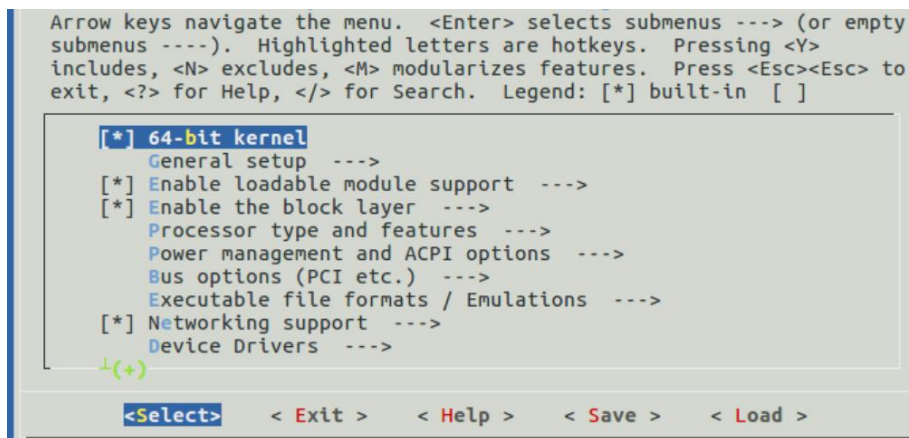 Arrow keys navigate the menu.  <Enter> selects submenus ---> (or empty
submenus ----).  Highlighted letters are hotkeys.  Pressing <Y>
includes, <N> excludes, <M> modularizes features.  Press <Esc><Esc> to
exit, <?> for Help, </> for Search.  Legend: [*] built-in  [ ]
[*] 64-bit kernel
General setup  --->
[*] Enable loadable module support  --->
[*] Enable the block layer  --->
Processor type and features  --->
Power management and ACPI options  --->
Bus options (PCI etc.)  --->
Executable file formats / Emulations  --->
[*] Networking support  --->
Device Drivers  --->
┴(+)
<Select>    < Exit >    < Help >    < Save >    < Load >